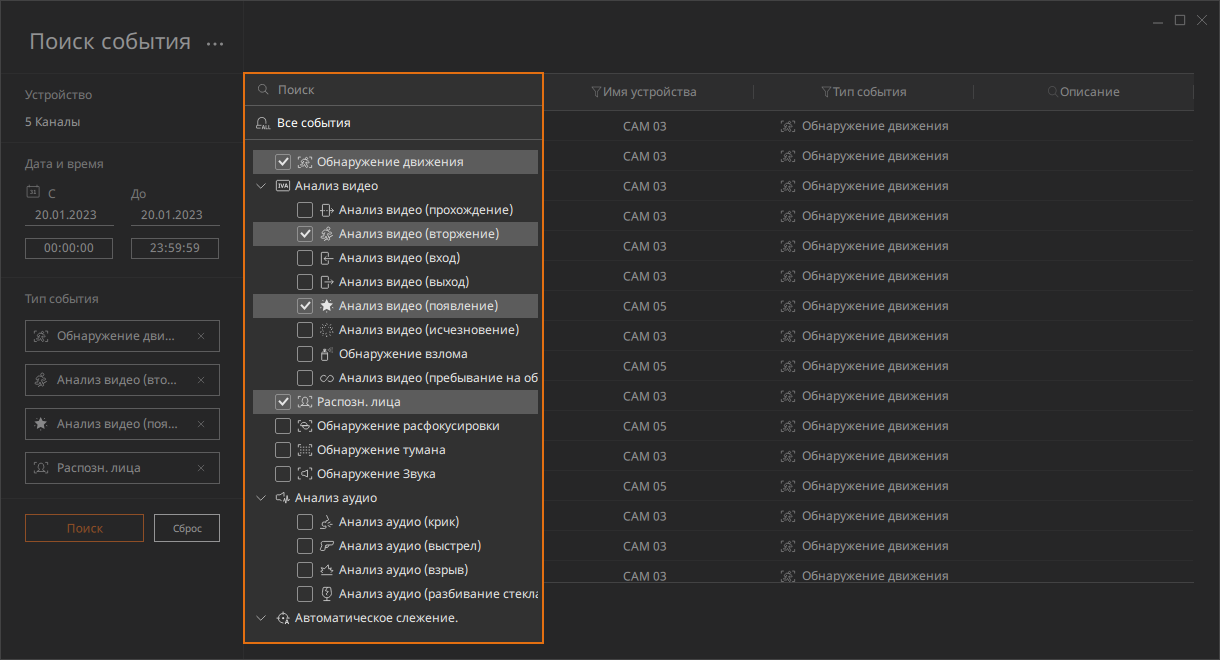 Поиск события ...
Устройство
5 Каналы
Дата и время
31 С До
20.01.2023 20.01.2023
00:00:00 23:59:59
Тип события
Обнаружение дви...
Анализ видео (вто...
Анализ видео (поя...
Распозн. лица
Поиск Сброс
Поиск
ALL Все события
Обнаружение движения
IVA Анализ видео
Анализ видео (прохождение)
Анализ видео (вторжение)
Анализ видео (вход)
Анализ видео (выход)
Анализ видео (появление)
Анализ видео (исчезновение)
Обнаружение взлома
Анализ видео (пребывание на об
Распозн. лица
Обнаружение расфокусировки
Обнаружение тумана
Обнаружение Звука
Анализ аудио
Анализ аудио (крик)
Анализ аудио (выстрел)
Анализ аудио (взрыв)
Анализ аудио (разбивание стекла
Автоматическое слежение.
Имя устройства Тип события Описание
CAM 03 Обнаружение движения
CAM 03 Обнаружение движения
CAM 03 Обнаружение движения
CAM 03 Обнаружение движения
CAM 03 Обнаружение движения
CAM 03 Обнаружение движения
CAM 05 Обнаружение движения
CAM 03 Обнаружение движения
CAM 05 Обнаружение движения
CAM 03 Обнаружение движения
CAM 05 Обнаружение движения
CAM 03 Обнаружение движения
CAM 05 Обнаружение движения
CAM 03 Обнаружение движения
CAM 03 Обнаружение движения
CAM 03 Обнаружение движения